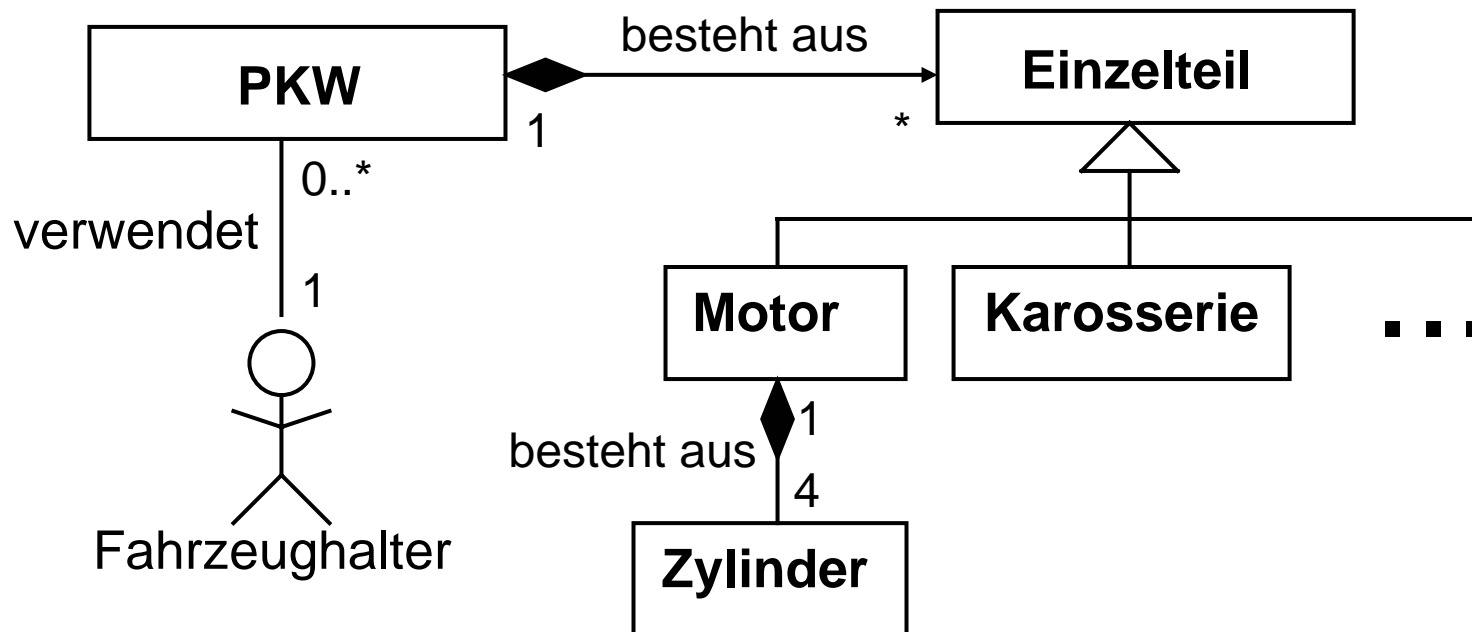 besteht aus
PKW
Einzelteil
1
*
0..*
verwendet
1
Motor
Karosserie
...
1
besteht aus
4
Fahrzeughalter
Zylinder